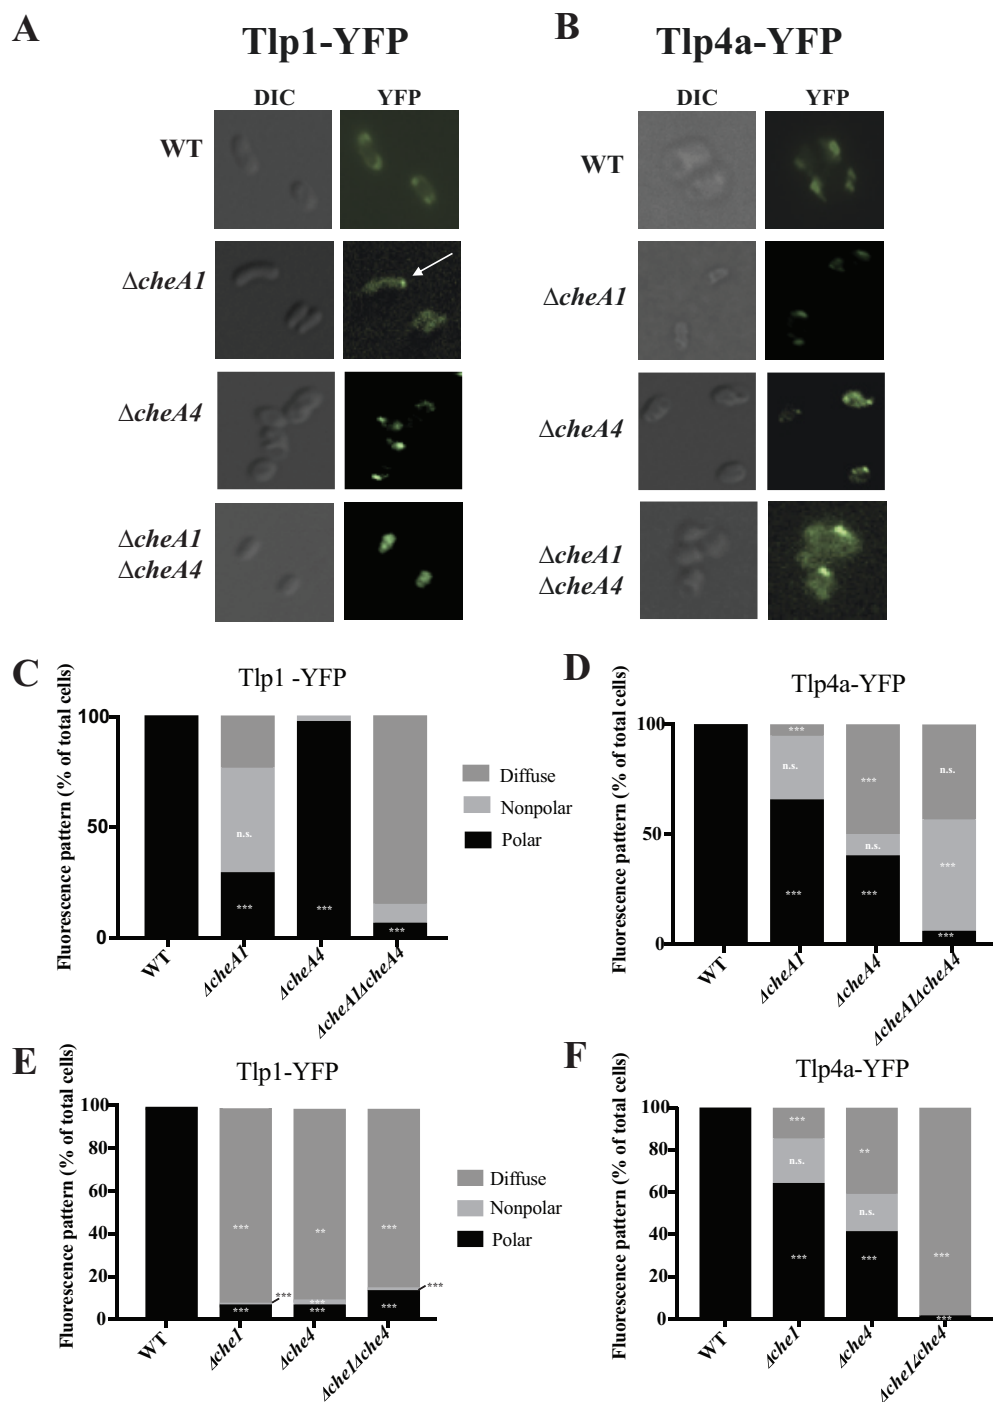 A
Tlp1-YFP
DIC YFP
WT
ΔcheA1
ΔcheA4
ΔcheA1
ΔcheA4
B
Tlp4a-YFP
DIC YFP
WT
ΔcheA1
ΔcheA4
ΔcheA1
ΔcheA4
C
Tlp1 -YFP
Fluorescence pattern (% of total cells)
100
50
0
n.s.
***
***
***
WT
ΔcheA1
ΔcheA4
ΔcheA1ΔcheA4
Diffuse
Nonpolar
Polar
D
Tlp4a-YFP
Fluorescence pattern (% of total cells)
100
50
0
***
n.s.
***
***
n.s.
***
n.s.
***
***
WT
ΔcheA1
ΔcheA4
ΔcheA1ΔcheA4
E
Tlp1-YFP
Fluorescence pattern (% of total cells)
100
80
60
40
20
0
***
***
***
**
***
***
***
***
***
WT
Δche1
Δche4
Δche1Δche4
Diffuse
Nonpolar
Polar
F
Tlp4a-YFP
Fluorescence pattern (% of total cells)
100
80
60
40
20
0
***
n.s.
***
**
n.s.
***
***
***
WT
Δche1
Δche4
Δche1Δche4